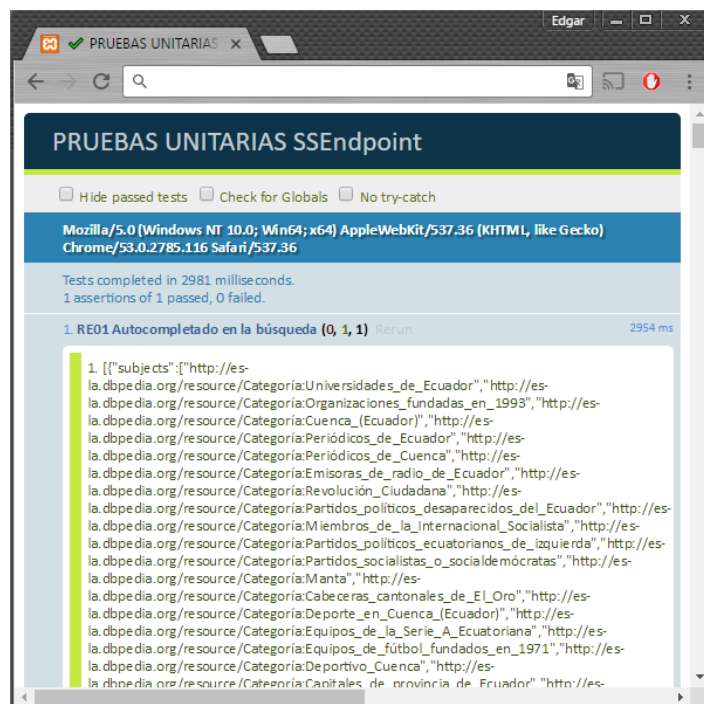 Edgar
PRUEBAS UNITARIAS
PRUEBAS UNITARIAS SSEndpoint
Hide passed tests Check for Globals No try-catch
Mozilla/5.0 (Windows NT 10.0; Win64; x64) AppleWebKit/537.36 (KHTML, like Gecko)
Chrome/53.0.2785.116 Safari/537.36
Tests completed in 2981 milliseconds.
1 assertions of 1 passed, 0 failed.
1. RE01 Autocompletado en la búsqueda (0, 1, 1) Rerun 2954 ms
1. [{"subjects":["http://es-
la.dbpedia.org/resource/Categoría:Universidades_de_Ecuador","http://es-
la.dbpedia.org/resource/Categoría:Organizaciones_fundadas_en_1993","http://es-
la.dbpedia.org/resource/Categoría:Cuenca_(Ecuador)","http://es-
la.dbpedia.org/resource/Categoría:Periódicos_de_Ecuador","http://es-
la.dbpedia.org/resource/Categoría:Periódicos_de_Cuenca","http://es-
la.dbpedia.org/resource/Categoría:Emisoras_de_radio_de_Ecuador","http://es-
la.dbpedia.org/resource/Categoría:Revolución_Ciudadana","http://es-
la.dbpedia.org/resource/Categoría:Partidos_políticos_desaparecidos_del_Ecuador","http://es-
la.dbpedia.org/resource/Categoría:Miembros_de_la_Internacional_Socialista","http://es-
la.dbpedia.org/resource/Categoría:Partidos_políticos_ecuatorianos_de_izquierda","http://es-
la.dbpedia.org/resource/Categoría:Partidos_socialistas_o_socialdemócratas","http://es-
la.dbpedia.org/resource/Categoría:Manta","http://es-
la.dbpedia.org/resource/Categoría:Cabeceras_cantonales_de_El_Oro","http://es-
la.dbpedia.org/resource/Categoría:Deporte_en_Cuenca_(Ecuador)","http://es-
la.dbpedia.org/resource/Categoría:Equipos_de_la_Serie_A_Ecuatoriana","http://es-
la.dbpedia.org/resource/Categoría:Equipos_de_fútbol_fundados_en_1971","http://es-
la.dbpedia.org/resource/Categoría:Deportivo_Cuenca","http://es-
la.dbpedia.org/resource/Categoría:Capitales_de_provincia_de_Ecuador","http://es-